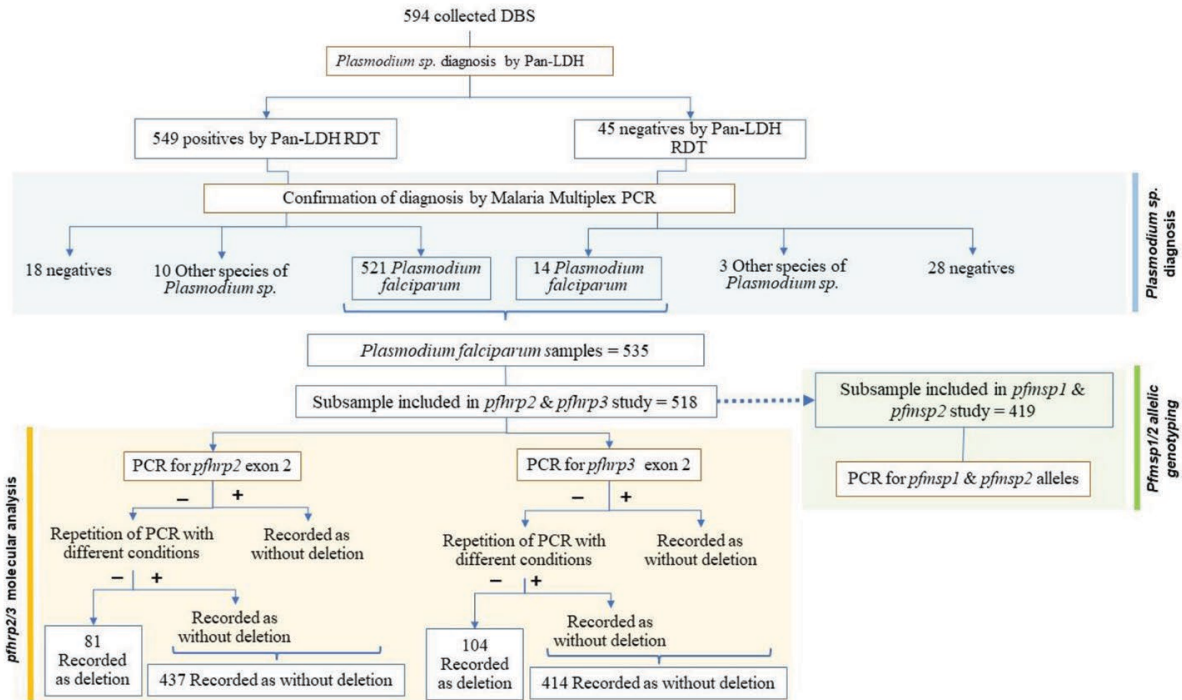 594 collected DBS
Plasmodium sp. diagnosis by Pan-LDH
549 positives by Pan-LDH RDT
45 negatives by Pan-LDH
RDT
Confirmation of diagnosis by Malaria Multiplex PCR
18 negatives
10 Other species of
Plasmodium sp.
521 Plasmodium
falciparum
14 Plasmodium
falciparum
3 Other species of
Plasmodium sp.
28 negatives
Plasmodium sp.
diagnosis
Plasmodium falciparum samples = 535
Subsample included in pfhrp2 & pfhrp3 study = 518
Subsample included in pfmsp1 &
pfmsp2 study = 419
PCR for pfmsp1 & pfmsp2 alleles
Pfmsp1/2 allelic
genotyping
pfhrp2/3 molecular analysis
PCR for pfhrp2 exon 2
– +
Repetition of PCR with
different conditions
Recorded as
without deletion
– +
81
Recorded
as deletion
Recorded as
without deletion
437 Recorded as without deletion
PCR for pfhrp3 exon 2
– +
Repetition of PCR with
different conditions
Recorded as
without deletion
– +
104
Recorded
as deletion
Recorded as
without deletion
414 Recorded as without deletion